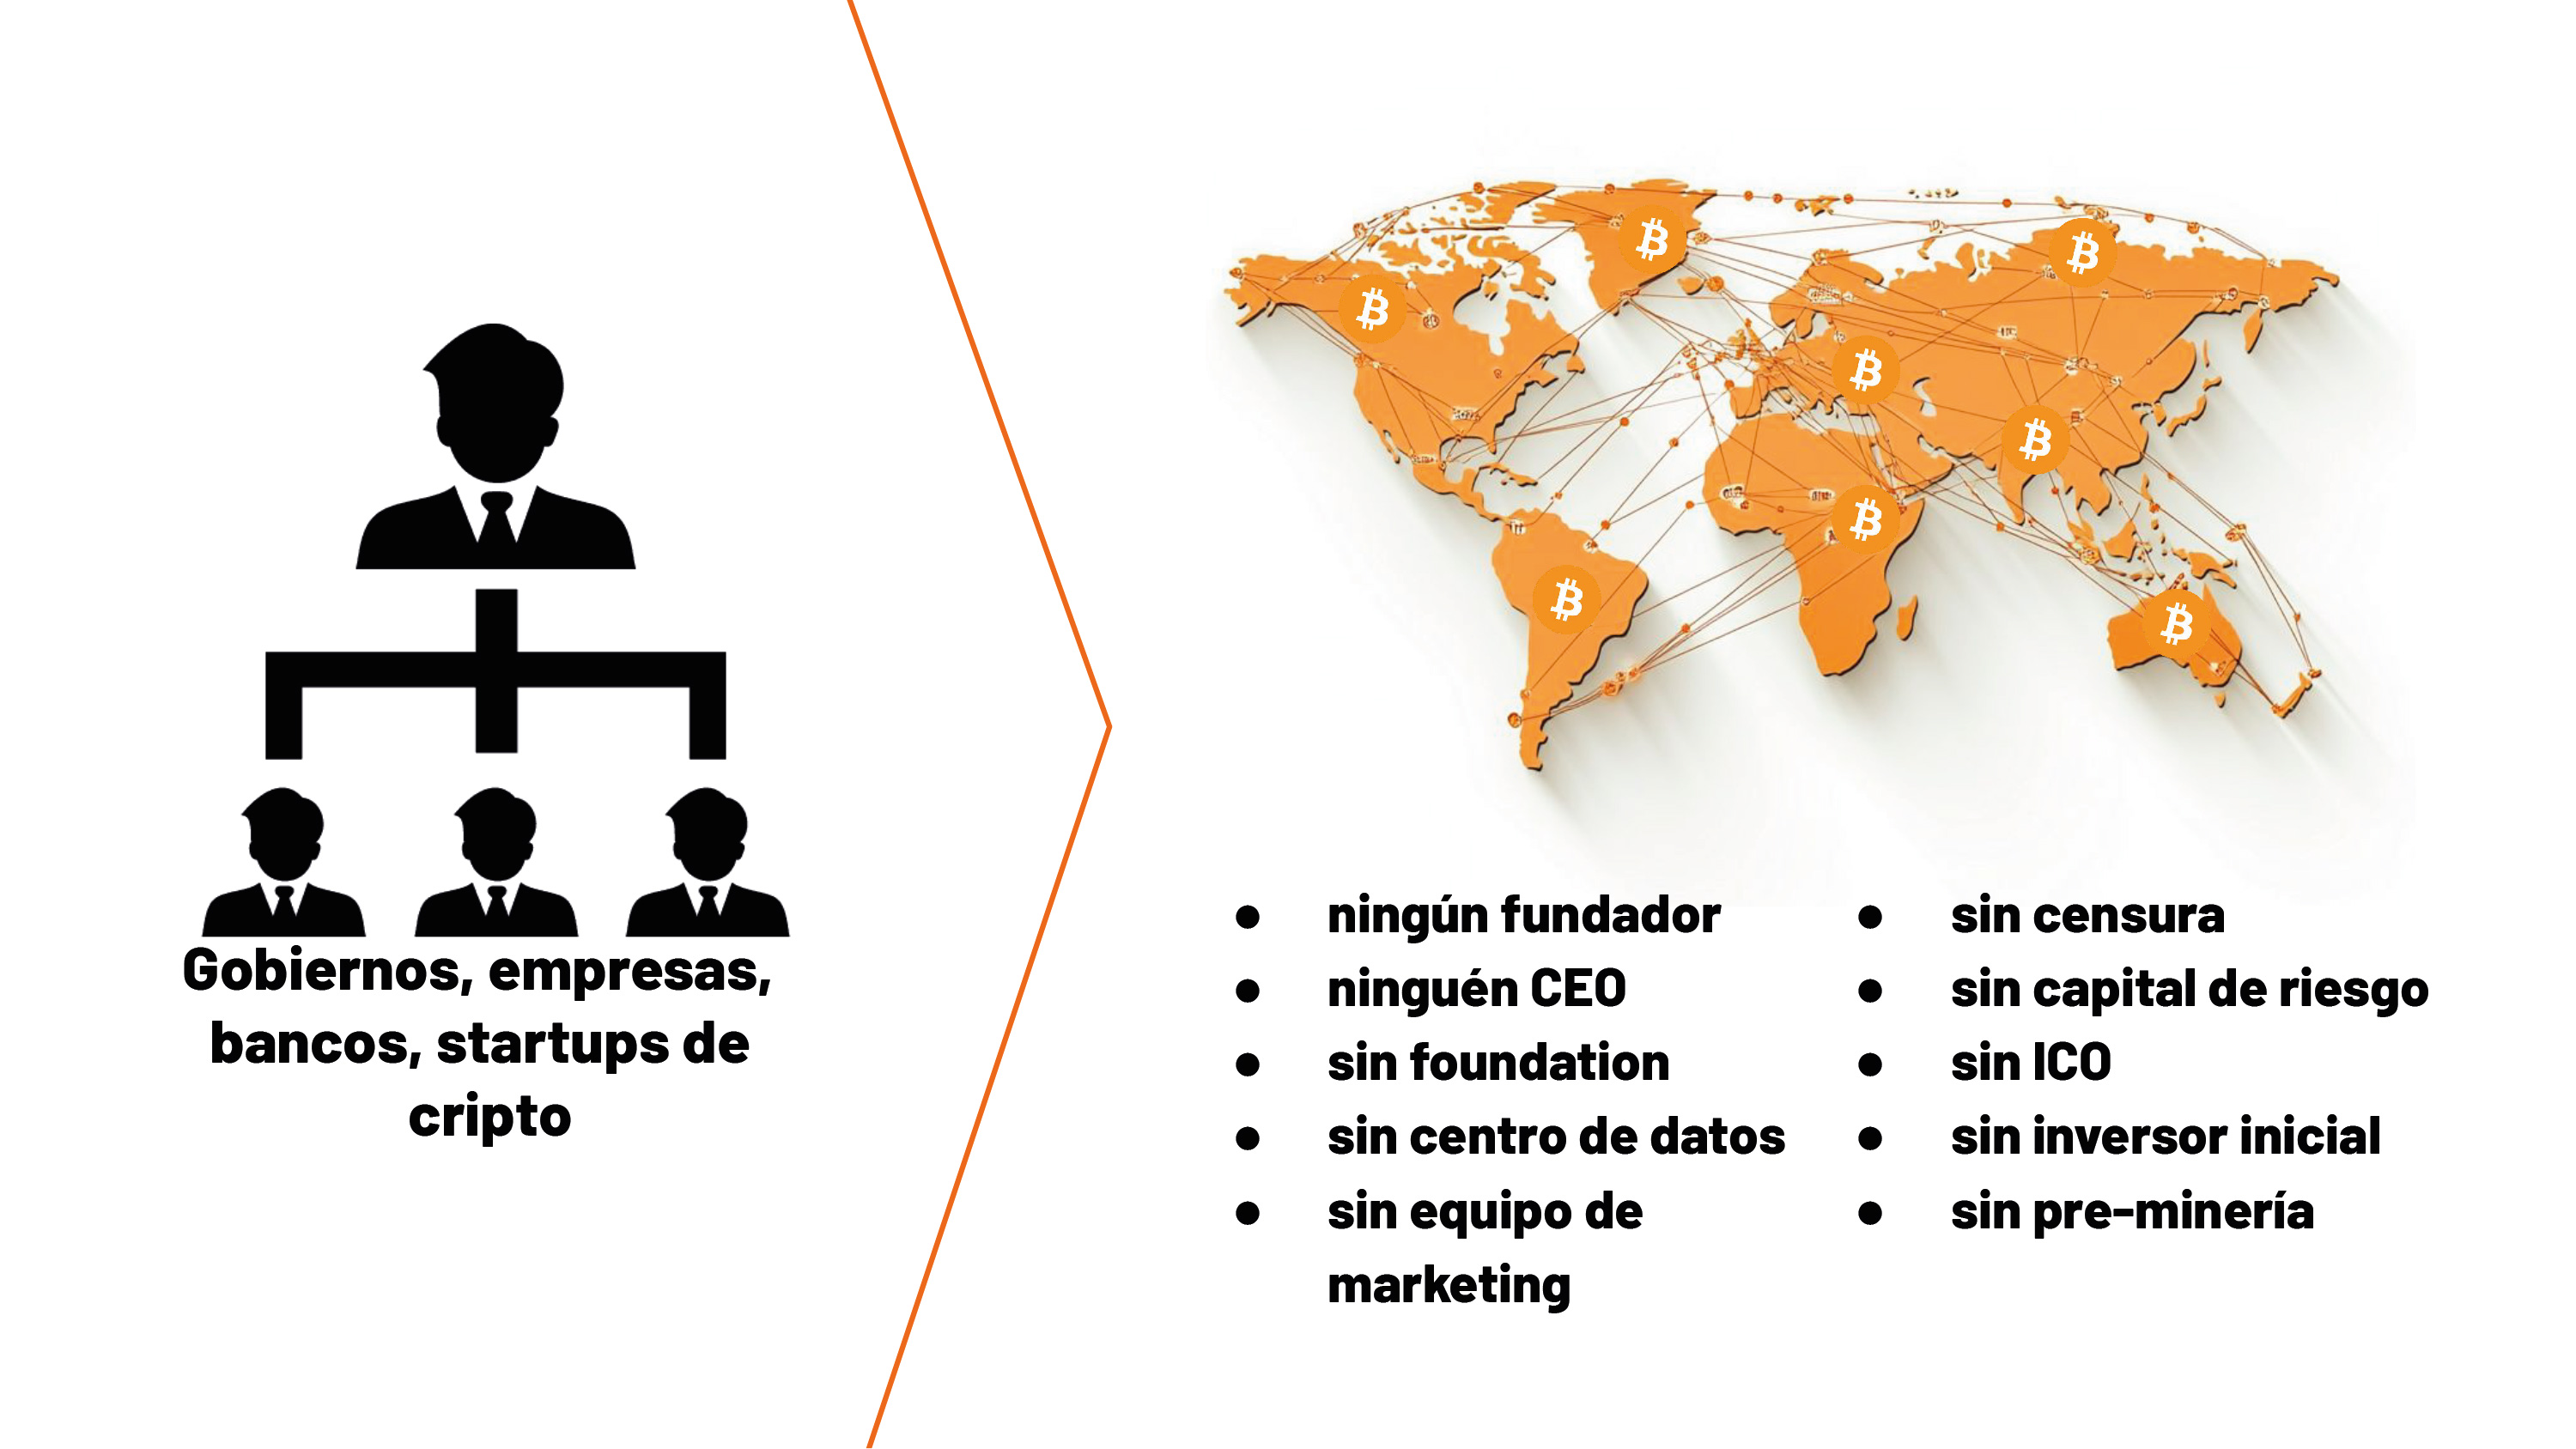 Gobiernos, empresas,
bancos, startups de
cripto
● ningún fundador
● ninguén CEO
● sin foundation
● sin centro de datos
● sin equipo de
marketing
● sin censura
● sin capital de riesgo
● sin ICO
● sin inversor inicial
● sin pre-minería